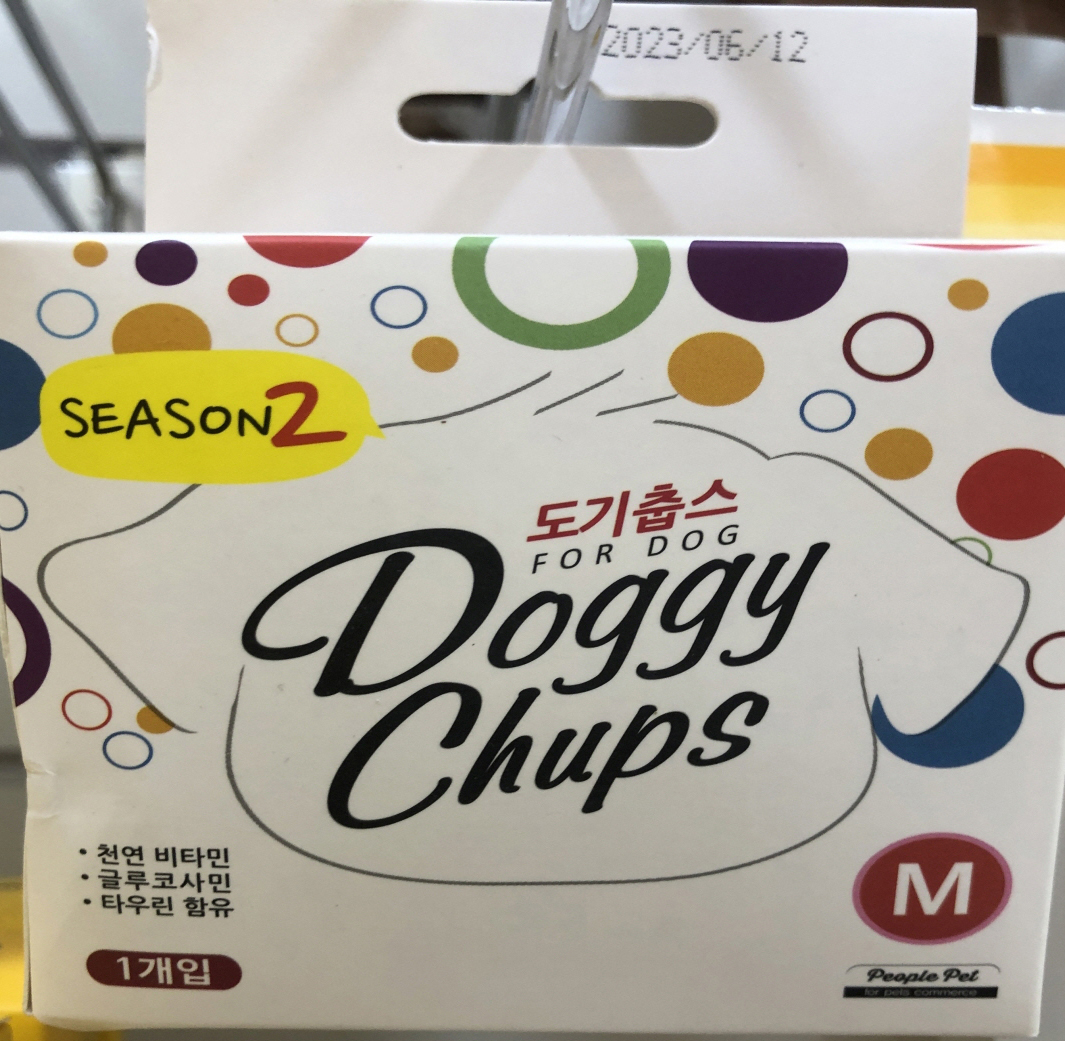 2023/06/12
SEASON2
도기춥스
FOR DOG
Doggy
Chups
• 천연 비타민
• 글루코사민
• 타우린 함유
1개입
M
People Pet
for pets commerce